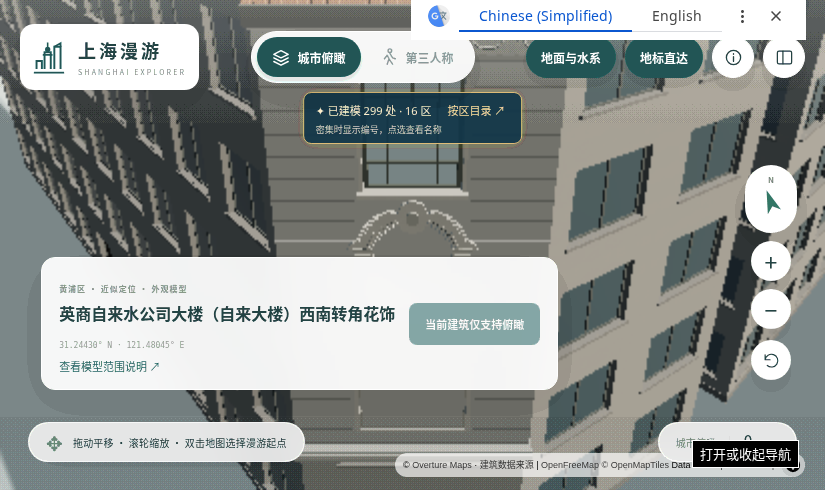 Chinese (Simplified)
English
上海漫游
SHANGHAI EXPLORER
城市俯瞰
第三人称
地面与水系
地标直达
✦ 已建模 299 处 · 16 区
按区目录 ↗
密集时显示编号，点选查看名称
N
黄浦区 · 近似定位 · 外观模型
英商自来水公司大楼（自来大楼）西南转角花饰
当前建筑仅支持俯瞰
31.24430° N · 121.48045° E
查看模型范围说明 ↗
拖动平移 · 滚轮缩放 · 双击地图选择漫游起点
打开或收起导航
© Overture Maps · 建筑数据来源 | OpenFreeMap © OpenMapTiles Data